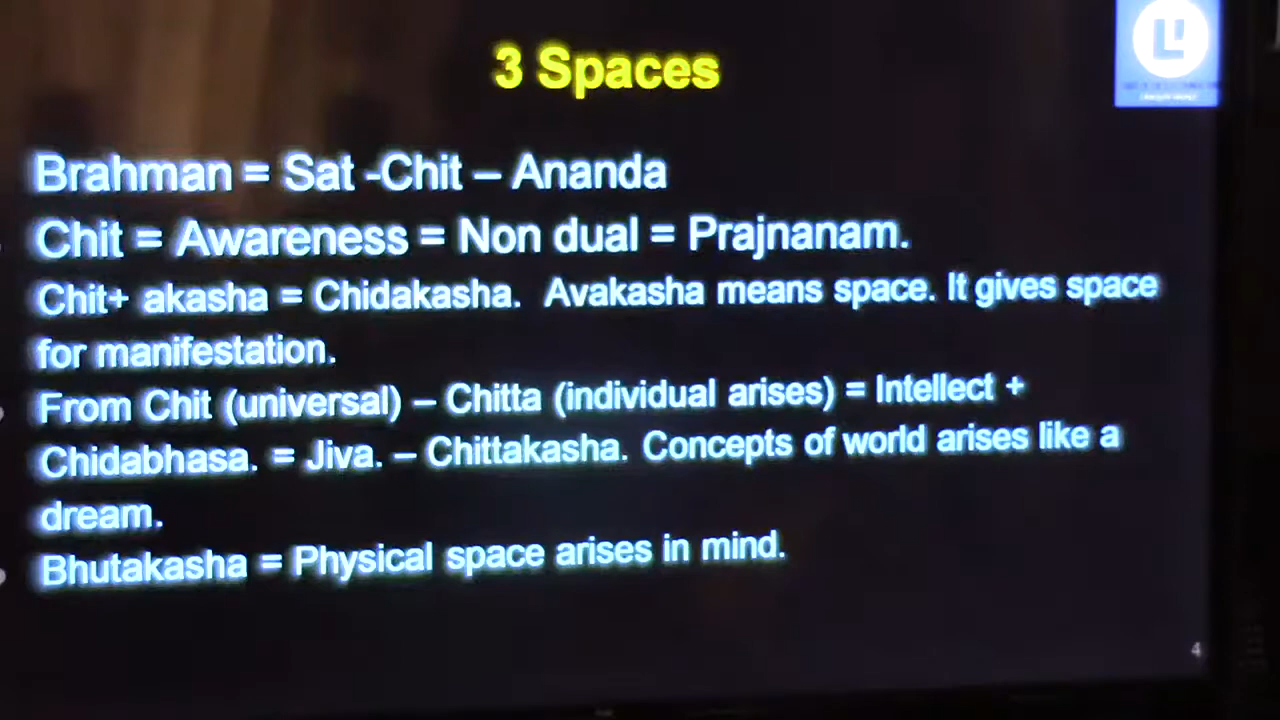 3 Spaces
Brahman = Sat -Chit – Ananda
Chit = Awareness = Non dual = Prajnanam.
Chit+ akasha = Chidakasha. Avakasha means space. It gives space
for manifestation.
From Chit (universal) – Chitta (individual arises) = Intellect +
Chidabhasa. = Jiva. – Chittakasha. Concepts of world arises like a
dream.
Bhutakasha = Physical space arises in mind.
4